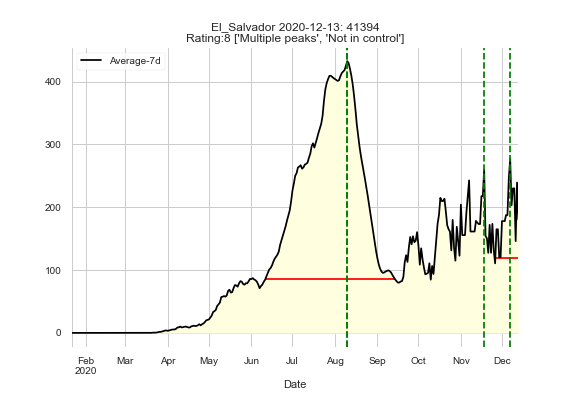 El_Salvador 2020-12-13: 41394
Rating:8 ['Multiple peaks', 'Not in control']
Average-7d
400
300
200
100
0
Feb Mar Apr May Jun Jul Aug Sep Oct Nov Dec
2020
Date